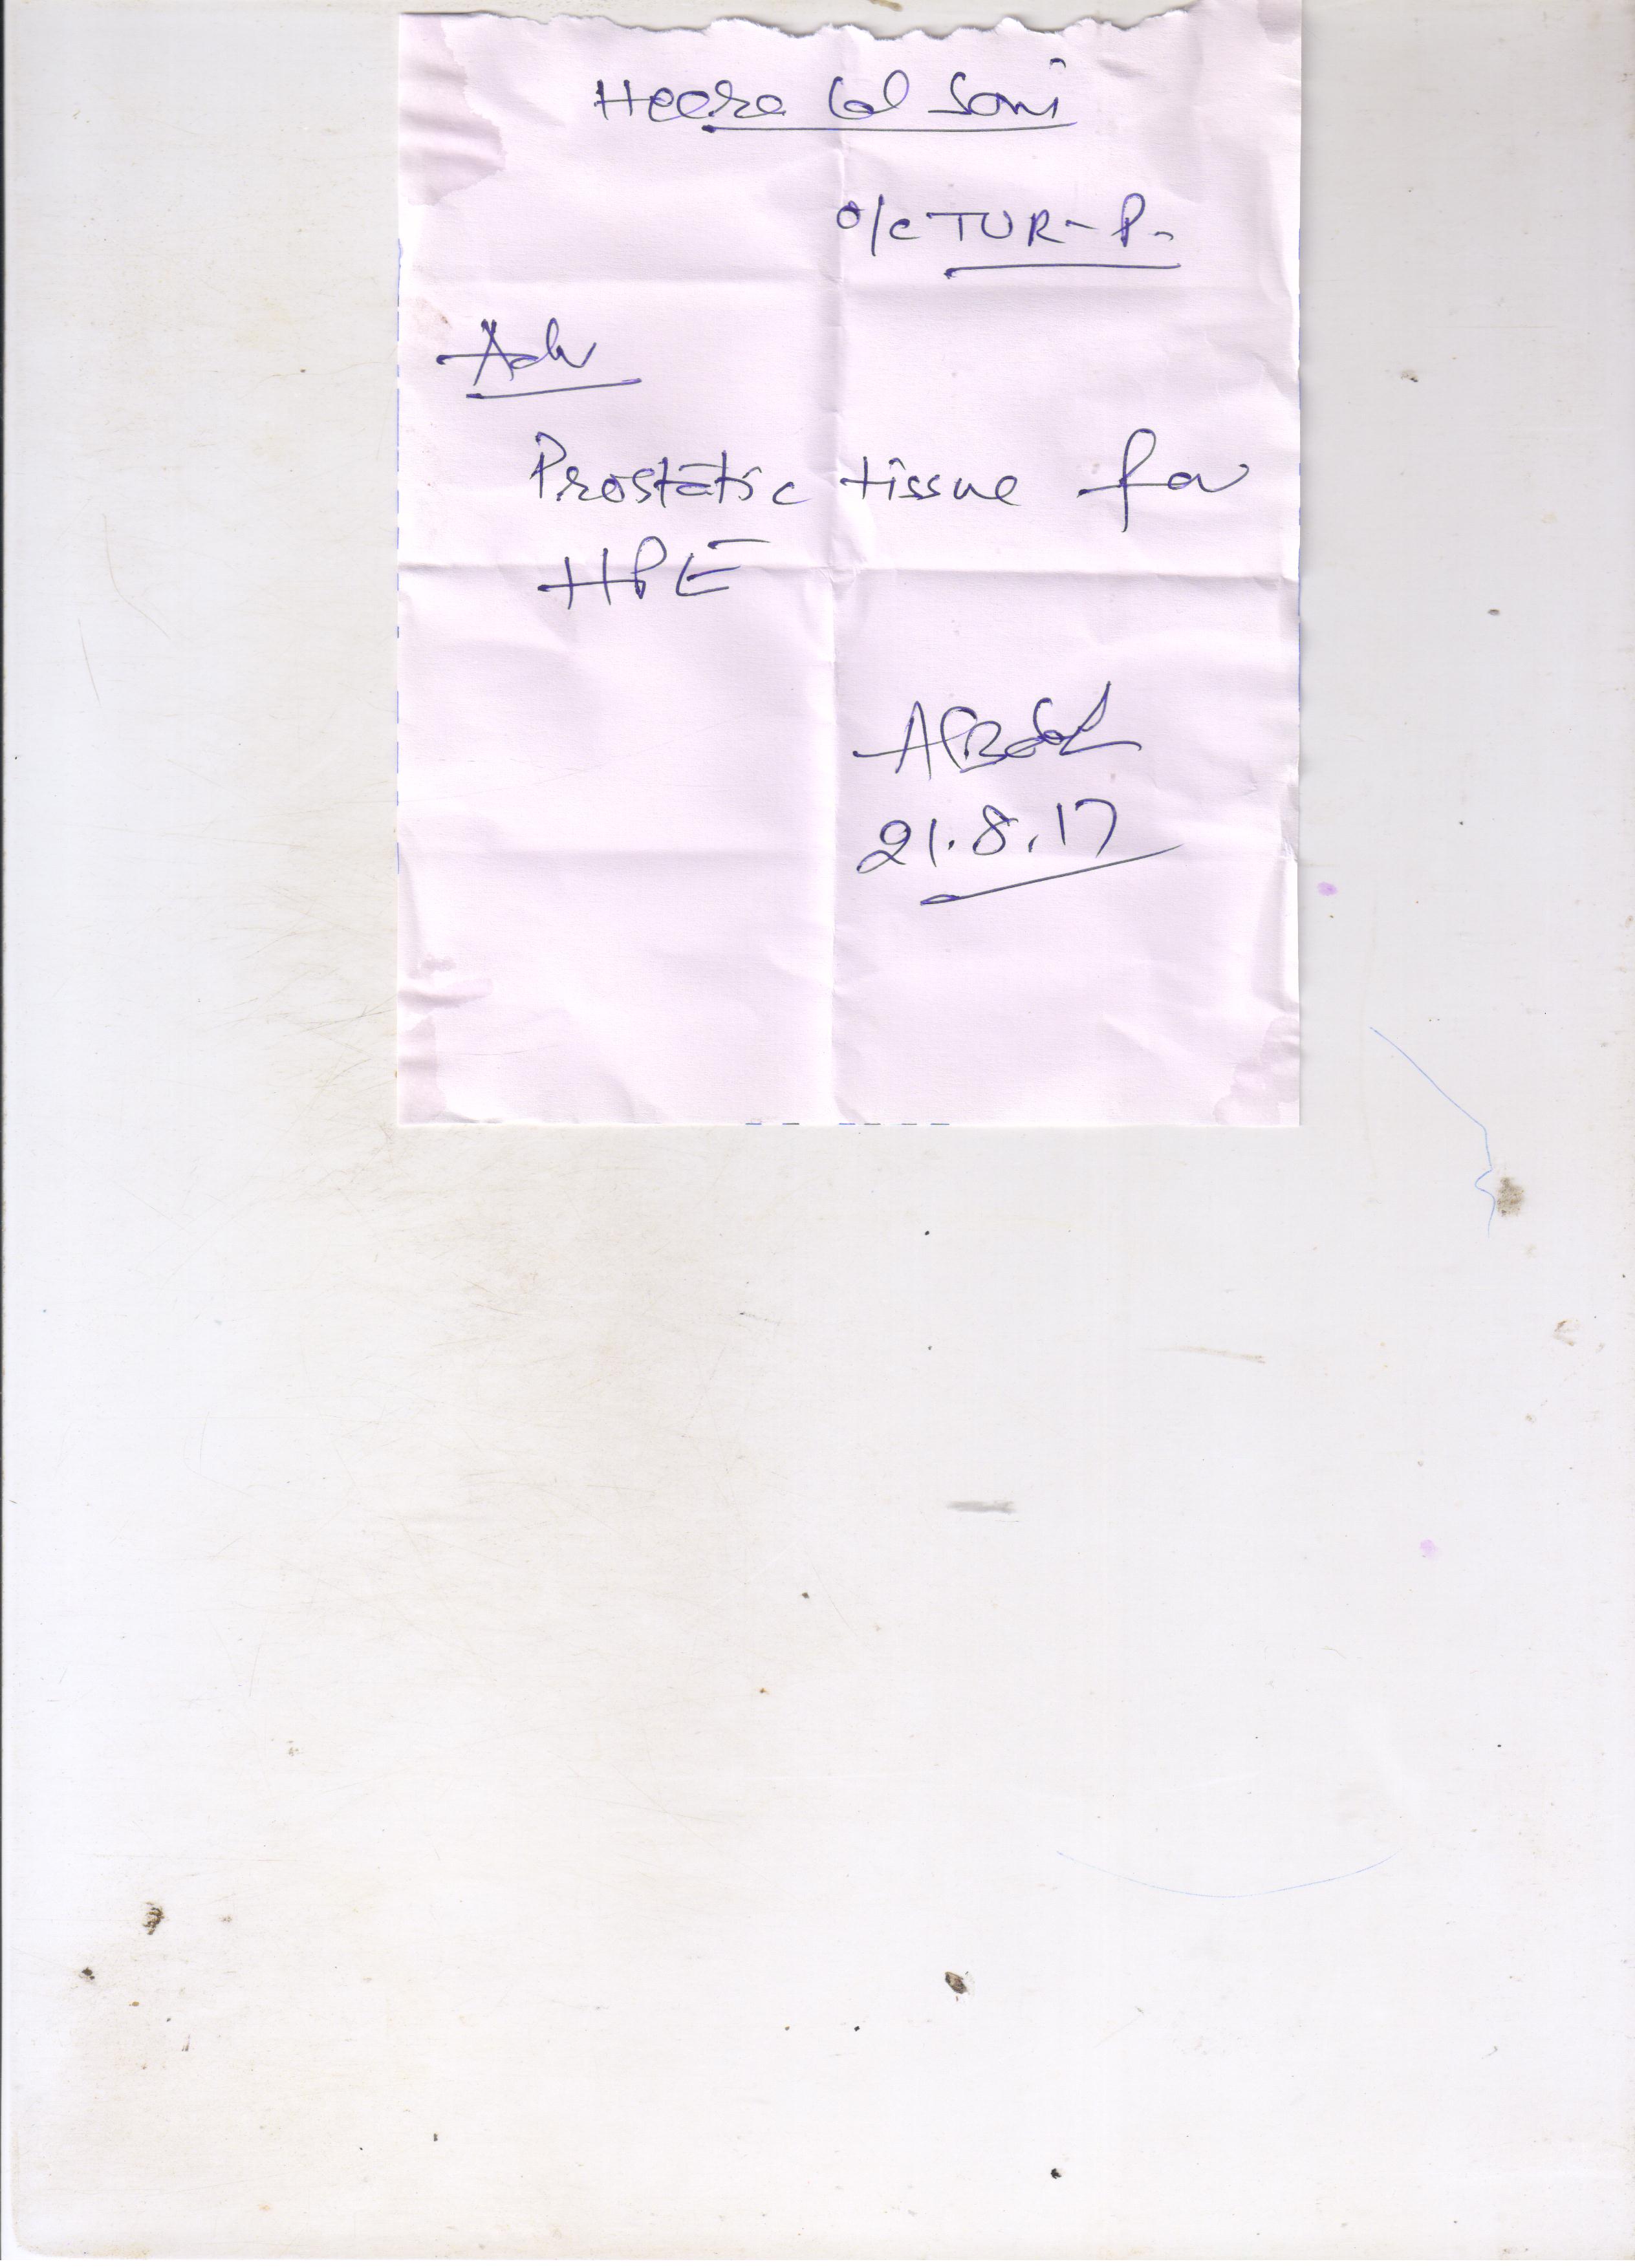 Heera lal Soni
o/c TUR-P.
Adv
Prostatic tissue for
HPE
21.8.17